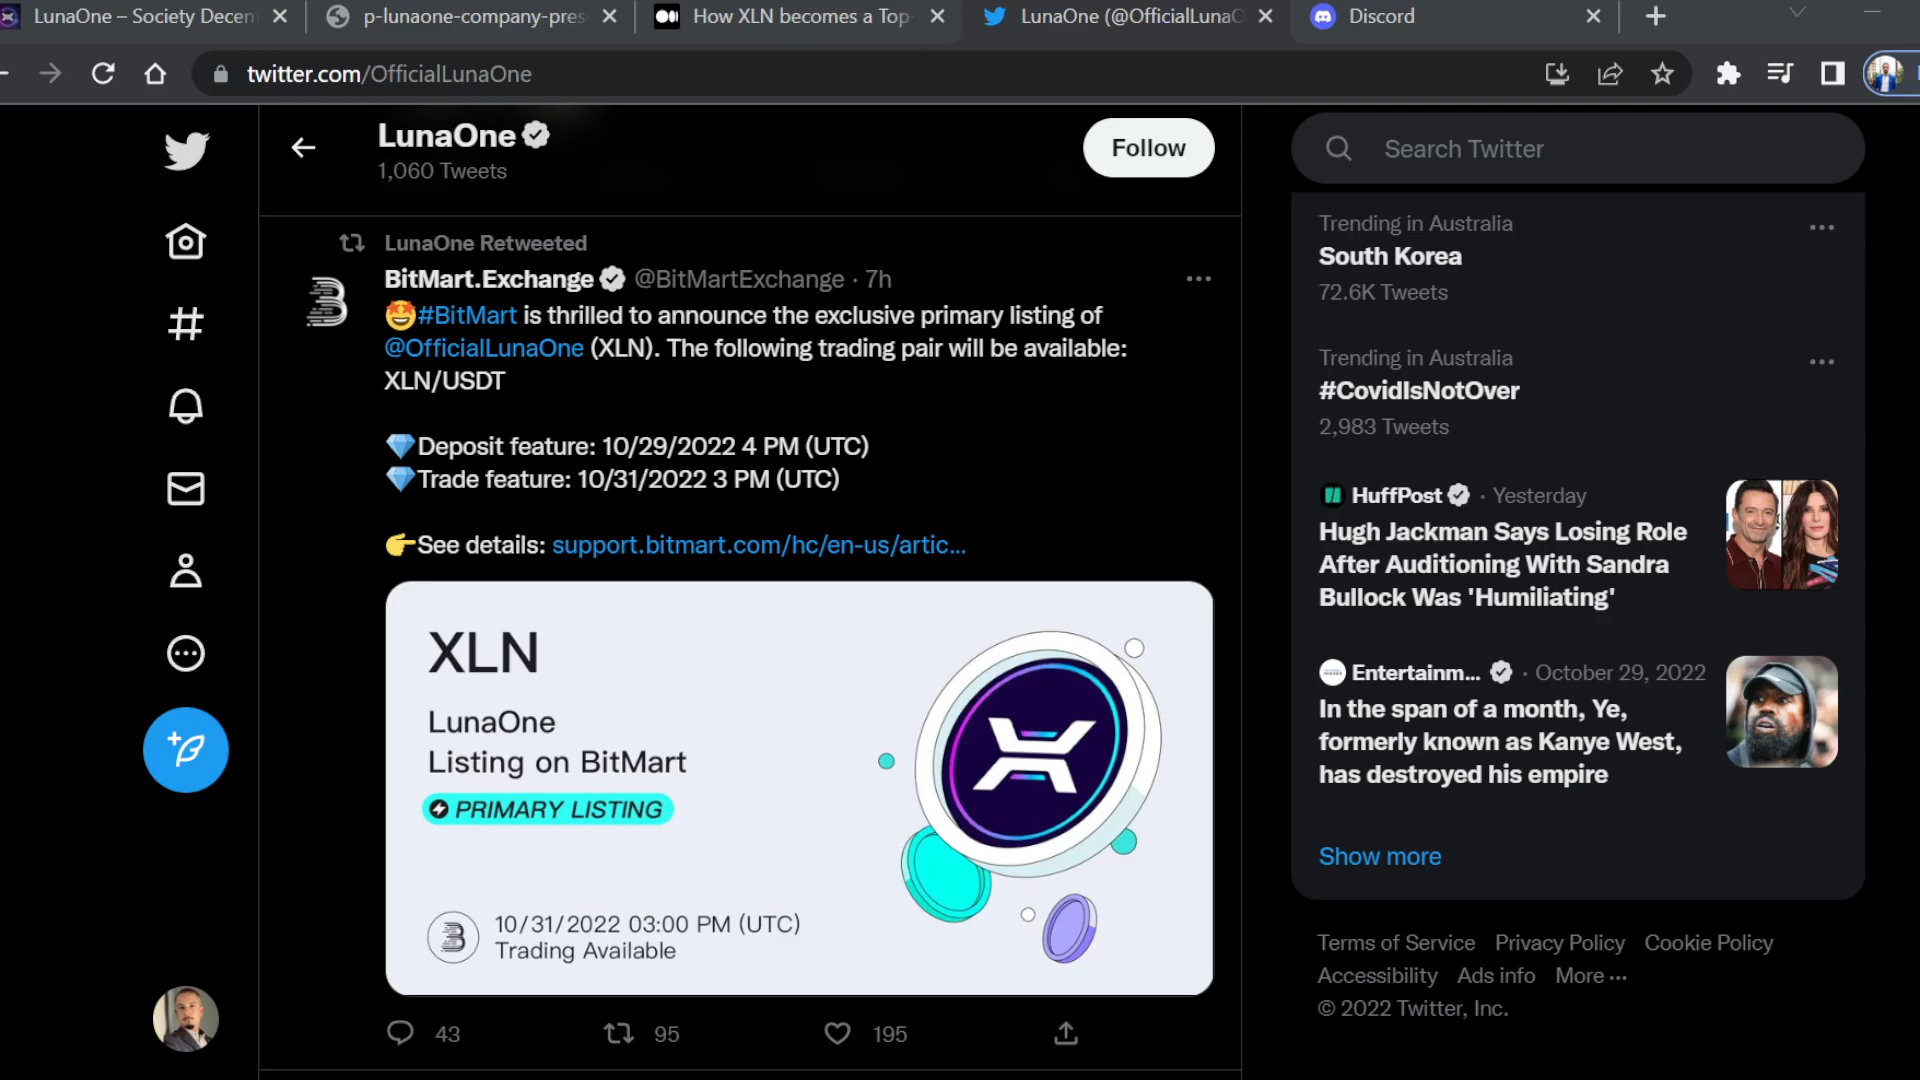 LunaOne – Society Decen
p-lunaone-company-pres
How XLN becomes a Top-
LunaOne (@OfficialLunaO
Discord
twitter.com/OfficialLunaOne
LunaOne
1,060 Tweets
Follow
LunaOne Retweeted
BitMart.Exchange @BitMartExchange · 7h
#BitMart is thrilled to announce the exclusive primary listing of
@OfficialLunaOne (XLN). The following trading pair will be available:
XLN/USDT
Deposit feature: 10/29/2022 4 PM (UTC)
Trade feature: 10/31/2022 3 PM (UTC)
See details: support.bitmart.com/hc/en-us/artic...
XLN
LunaOne
Listing on BitMart
PRIMARY LISTING
10/31/2022 03:00 PM (UTC)
Trading Available
43
95
195
Search Twitter
Trending in Australia
South Korea
72.6K Tweets
Trending in Australia
#CovidIsNotOver
2,983 Tweets
HuffPost · Yesterday
Hugh Jackman Says Losing Role
After Auditioning With Sandra
Bullock Was 'Humiliating'
Entertainm... · October 29, 2022
In the span of a month, Ye,
formerly known as Kanye West,
has destroyed his empire
Show more
Terms of Service Privacy Policy Cookie Policy
Accessibility Ads info More ···
© 2022 Twitter, Inc.